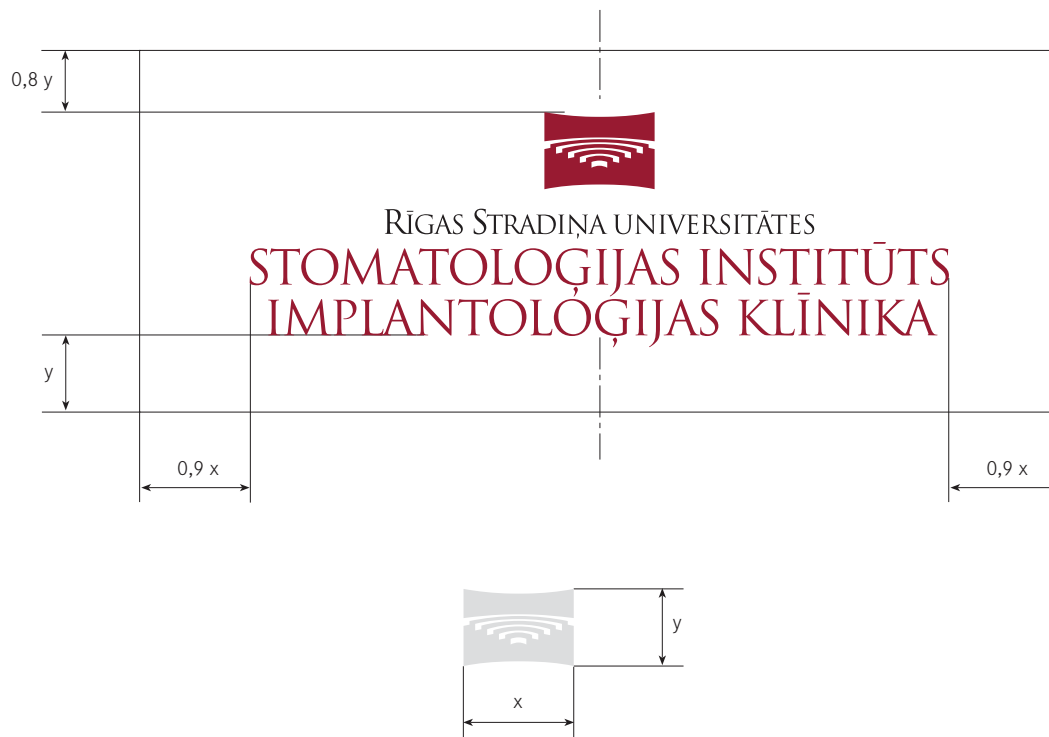 0,8 y
RĪGAS STRADIŅA UNIVERSITĀTES
STOMATOLOĢIJAS INSTITŪTS
IMPLANTOLOĢIJAS KLĪNIKA
y
0,9 x
0,9 x
y
x